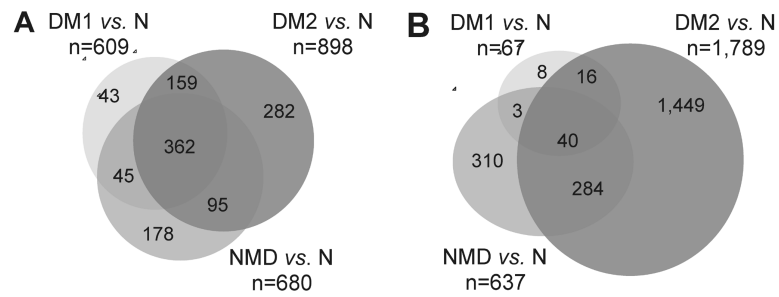 A
DM1 vs. N
n=609
DM2 vs. N
n=898
43
159
282
362
45
95
178
NMD vs. N
n=680
B
DM1 vs. N
n=67
DM2 vs. N
n=1,789
8
16
1,449
3
40
310
284
NMD vs. N
n=637